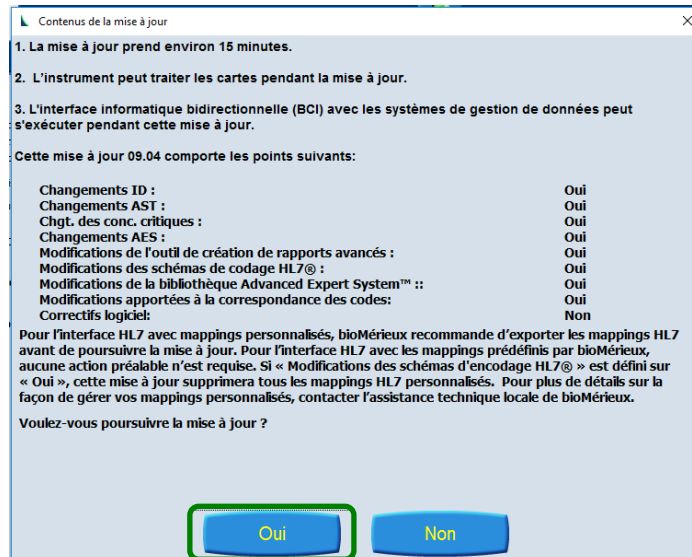 Contenus de la mise à jour
1. La mise à jour prend environ 15 minutes.
2. L'instrument peut traiter les cartes pendant la mise à jour.
3. L'interface informatique bidirectionnelle (BCI) avec les systèmes de gestion de données peut
s'exécuter pendant cette mise à jour.
Cette mise à jour 09.04 comporte les points suivants:
Changements ID : Oui
Changements AST : Oui
Chgt. des conc. critiques : Oui
Changements AES : Oui
Modifications de l'outil de création de rapports avancés : Oui
Modifications des schémas de codage HL7® : Oui
Modifications de la bibliothèque Advanced Expert System™ :: Oui
Modifications apportées à la correspondance des codes: Oui
Correctifs logiciel: Non
Pour l'interface HL7 avec mappings personnalisés, bioMérieux recommande d'exporter les mappings HL7
avant de poursuivre la mise à jour. Pour l'interface HL7 avec les mappings prédéfinis par bioMérieux,
aucune action préalable n'est requise. Si « Modifications des schémas d'encodage HL7® » est défini sur
« Oui », cette mise à jour supprimera tous les mappings HL7 personnalisés. Pour plus de détails sur la
façon de gérer vos mappings personnalisés, contacter l'assistance technique locale de bioMérieux.
Voulez-vous poursuivre la mise à jour ?
Oui Non